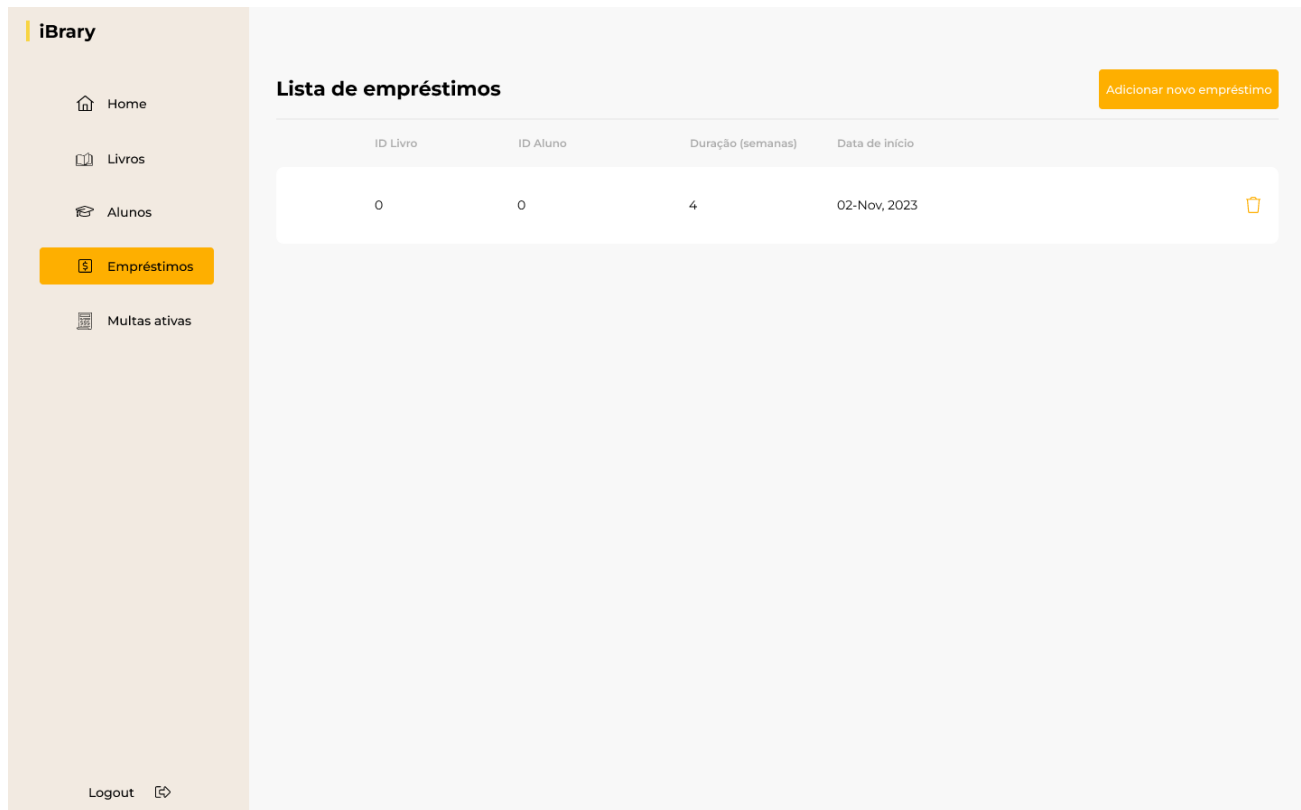 iBrary
Home
Livros
Alunos
Empréstimos
Multas ativas
Logout
Lista de empréstimos
Adicionar novo empréstimo
ID Livro ID Aluno Duração (semanas) Data de início
0 0 4 02-Nov, 2023